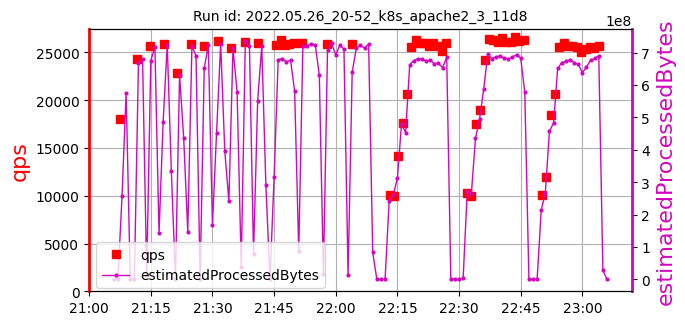 Run id: 2022.05.26_20-52_k8s_apache2_3_11d8
1e8
25000
20000
15000
10000
5000
0
qps
7
6
5
4
3
2
1
0
estimatedProcessedBytes
qps
estimatedProcessedBytes
21:00 21:15 21:30 21:45 22:00 22:15 22:30 22:45 23:00